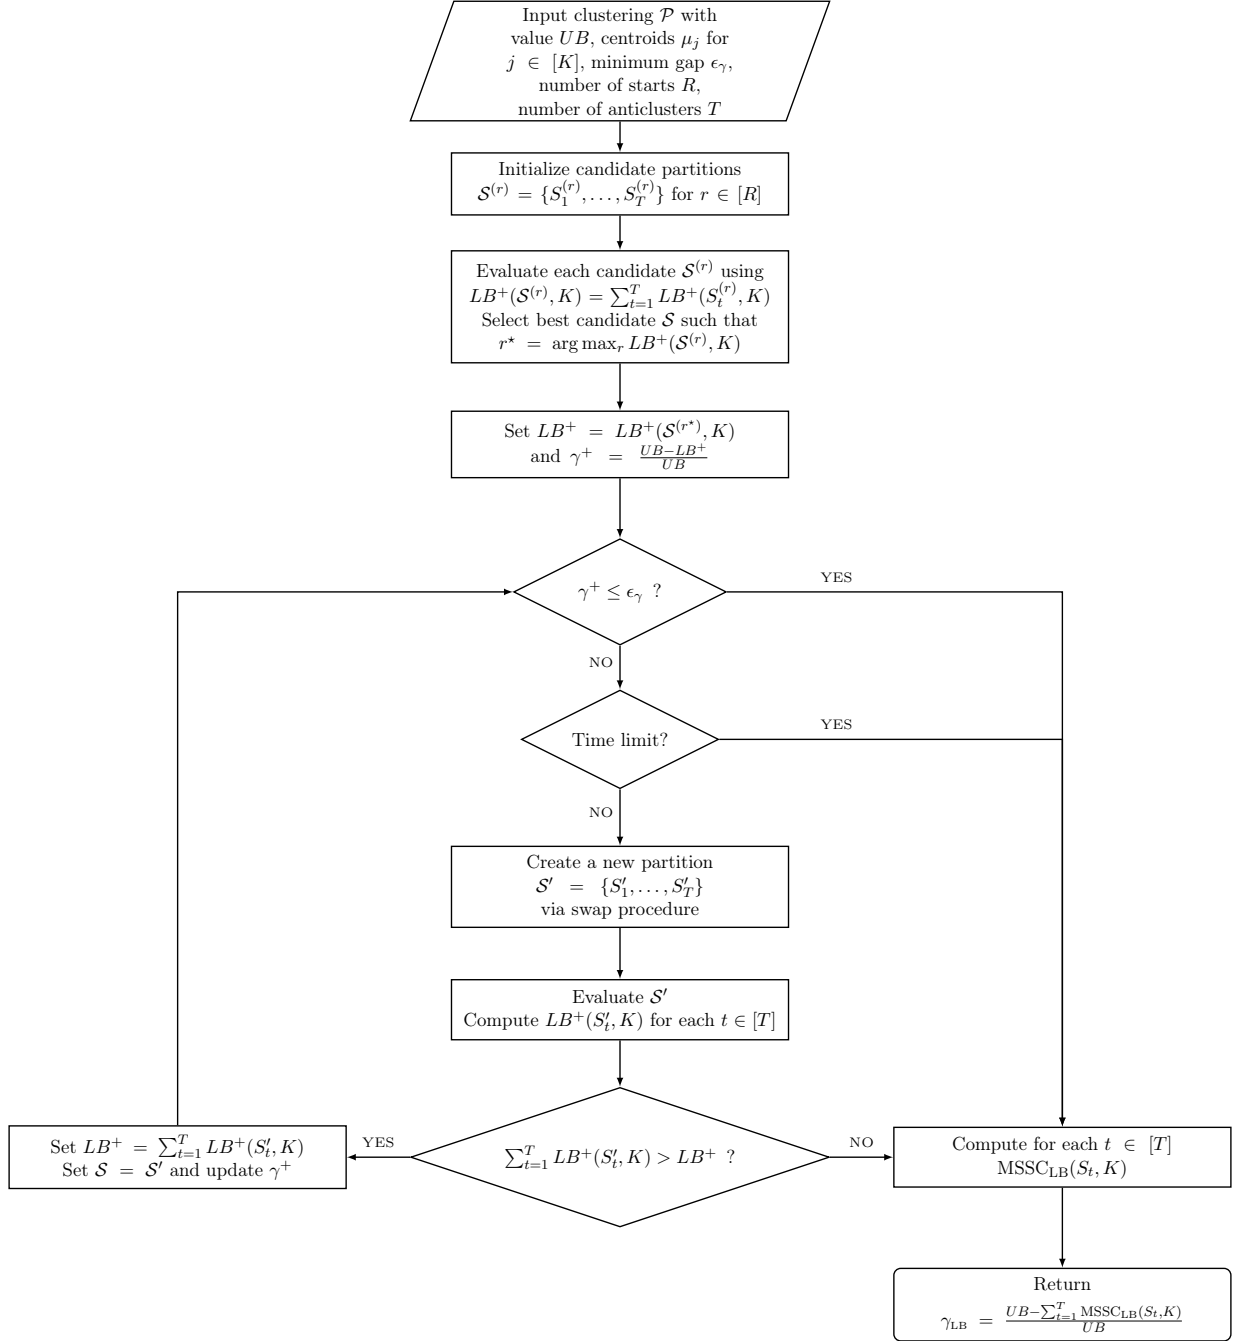 Input clustering 𝒫 with
value UB, centroids μ_j for
j ∈ [K], minimum gap ϵ_γ,
number of starts R,
number of anticlusters T
Initialize candidate partitions
𝒮^(r) = {S_1^(r), …, S_T^(r)} for r ∈ [R]
Evaluate each candidate 𝒮^(r) using
LB^+(𝒮^(r), K) = ∑_{t=1}^T LB^+(S_t^(r), K)
Select best candidate 𝒮 such that
r^⋆ = arg max_r LB^+(𝒮^(r), K)
Set LB^+ = LB^+(𝒮^(r^⋆), K)
and γ^+ = (UB−LB^+)/UB
γ^+ ≤ ϵ_γ ?
YES
NO
Time limit?
YES
NO
Create a new partition
𝒮′ = {S′_1, …, S′_T}
via swap procedure
Evaluate 𝒮′
Compute LB^+(S′_t, K) for each t ∈ [T]
∑_{t=1}^T LB^+(S′_t, K) > LB^+ ?
YES
NO
Set LB^+ = ∑_{t=1}^T LB^+(S′_t, K)
Set 𝒮 = 𝒮′ and update γ^+
Compute for each t ∈ [T]
MSSC_LB(S_t, K)
Return
γ_LB = (UB−∑_{t=1}^T MSSC_LB(S_t,K))/UB